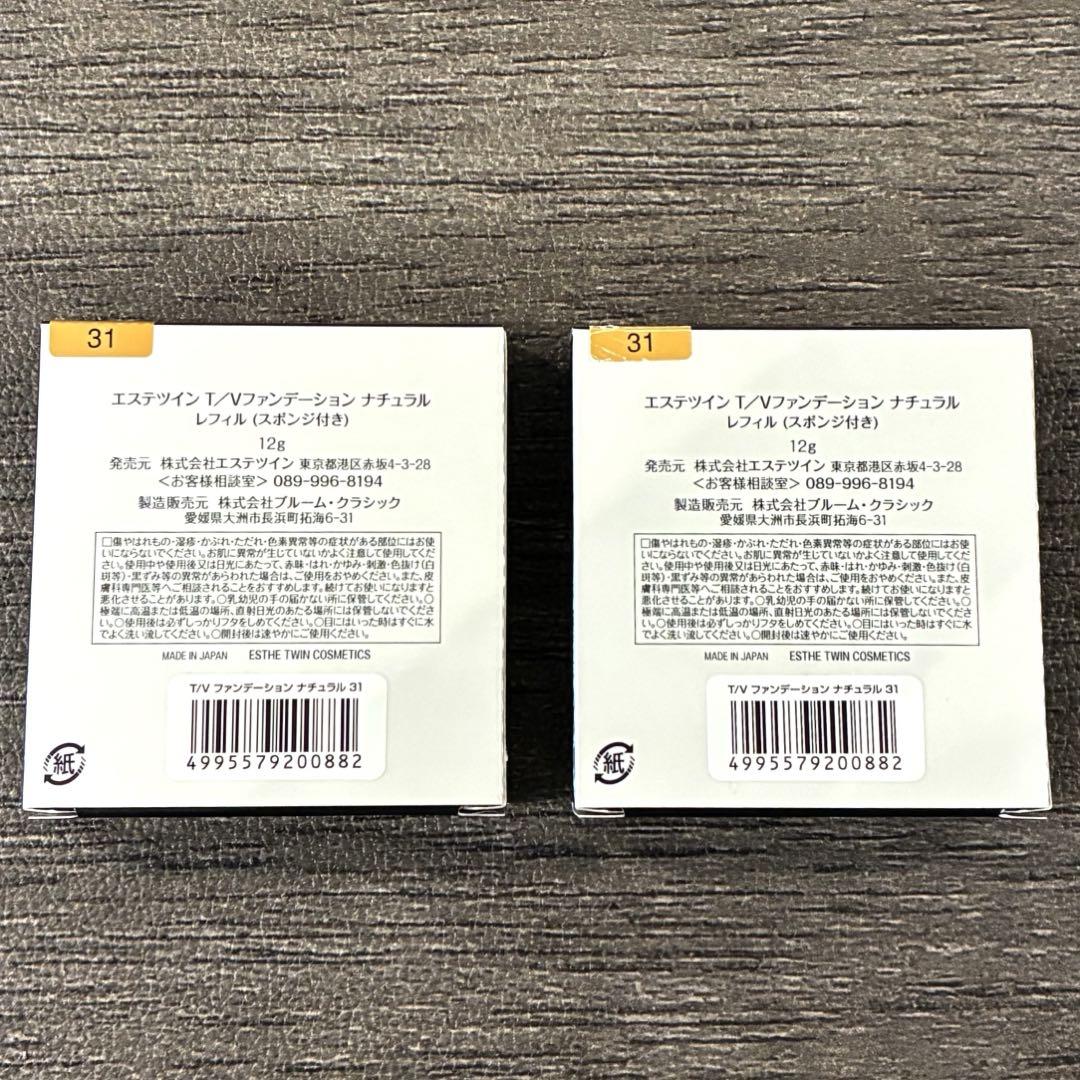 31
エステツイン T/Vファンデーション ナチュラル
レフィル (スポンジ付き)
12g
発売元 株式会社エステツイン 東京都港区赤坂4-3-28
<お客様相談室> 089-996-8194
製造販売元 株式会社ブルーム・クラシック
愛媛県大洲市長浜町拓海6-31
□傷やはれもの・湿疹・かぶれ・ただれ・色素異常等の症状がある部位にはお使
いにならないでください。お肌に異常が生じていないかよく注意して使用してくだ
さい。使用中や使用後又は日光にあたって、赤味・はれ・かゆみ・刺激・色抜け(白
斑等)・黒ずみ等の異常があらわれた場合は、ご使用をおやめください。また、皮
膚科専門医等へご相談されることをおすすめします。続けてお使いになりますと
悪化させることがあります。○乳幼児の手の届かない所に保管してください。○
極端に高温または低温の場所、直射日光のあたる場所には保管しないでくださ
い。○使用後は必ずしっかりフタをしめてください。○目にはいった時はすぐに水
でよく洗い流してください。○開封後は速やかにご使用ください。
MADE IN JAPAN ESTHE TWIN COSMETICS
T/V ファンデーション ナチュラル 31
4995579200882
紙
31
エステツイン T/Vファンデーション ナチュラル
レフィル (スポンジ付き)
12g
発売元 株式会社エステツイン 東京都港区赤坂4-3-28
<お客様相談室> 089-996-8194
製造販売元 株式会社ブルーム・クラシック
愛媛県大洲市長浜町拓海6-31
□傷やはれもの・湿疹・かぶれ・ただれ・色素異常等の症状がある部位にはお使
いにならないでください。お肌に異常が生じていないかよく注意して使用してくだ
さい。使用中や使用後又は日光にあたって、赤味・はれ・かゆみ・刺激・色抜け(白
斑等)・黒ずみ等の異常があらわれた場合は、ご使用をおやめください。また、皮
膚科専門医等へご相談されることをおすすめします。続けてお使いになりますと
悪化させることがあります。○乳幼児の手の届かない所に保管してください。○
極端に高温または低温の場所、直射日光のあたる場所には保管しないでくださ
い。○使用後は必ずしっかりフタをしめてください。○目にはいった時はすぐに水
でよく洗い流してください。○開封後は速やかにご使用ください。
MADE IN JAPAN ESTHE TWIN COSMETICS
T/V ファンデーション ナチュラル 31
4995579200882
紙